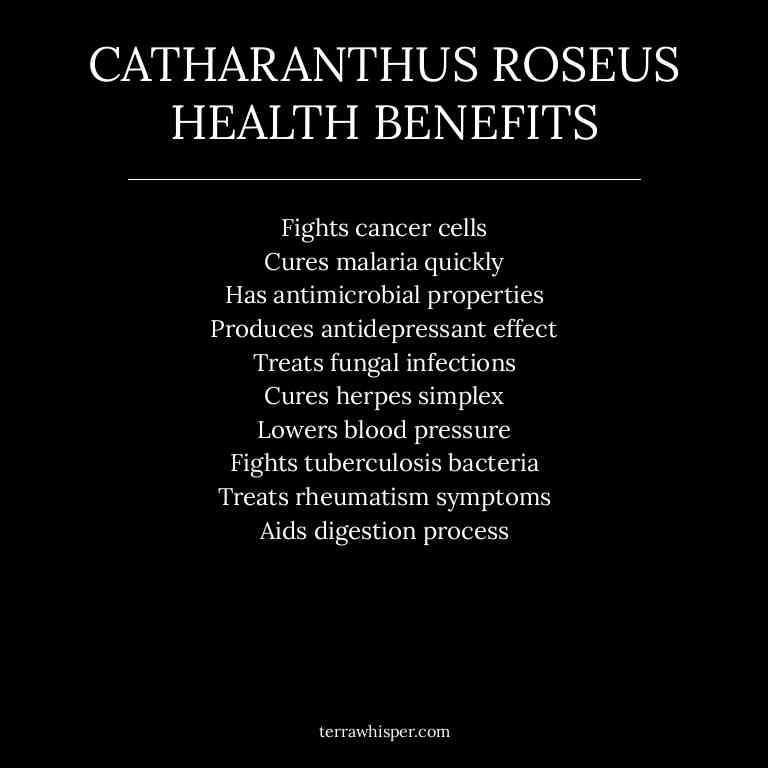 CATHARANTHUS ROSEUS
HEALTH BENEFITS
Fights cancer cells
Cures malaria quickly
Has antimicrobial properties
Produces antidepressant effect
Treats fungal infections
Cures herpes simplex
Lowers blood pressure
Fights tuberculosis bacteria
Treats rheumatism symptoms
Aids digestion process
terrawhisper.com